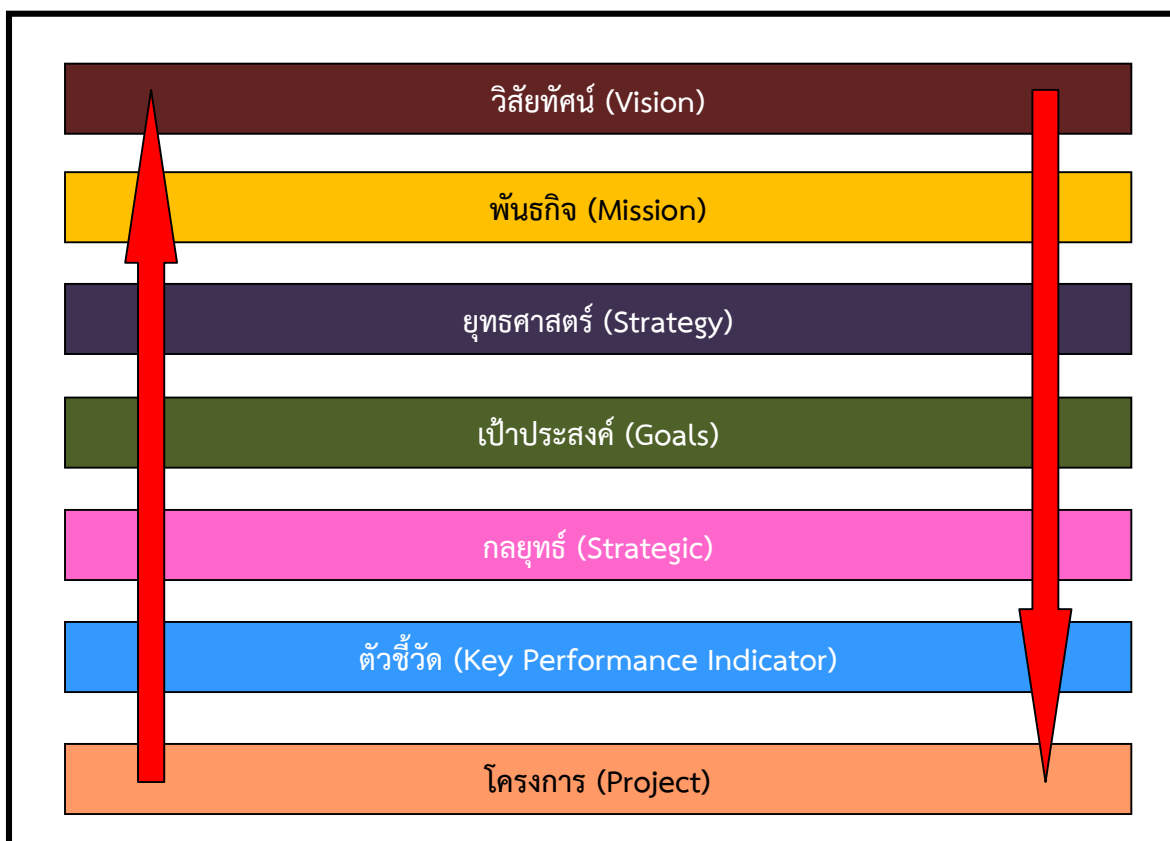 วิสัยทัศน์ (Vision)
พันธกิจ (Mission)
ยุทธศาสตร์ (Strategy)
เป้าประสงค์ (Goals)
กลยุทธ์ (Strategic)
ตัวชี้วัด (Key Performance Indicator)
โครงการ (Project)